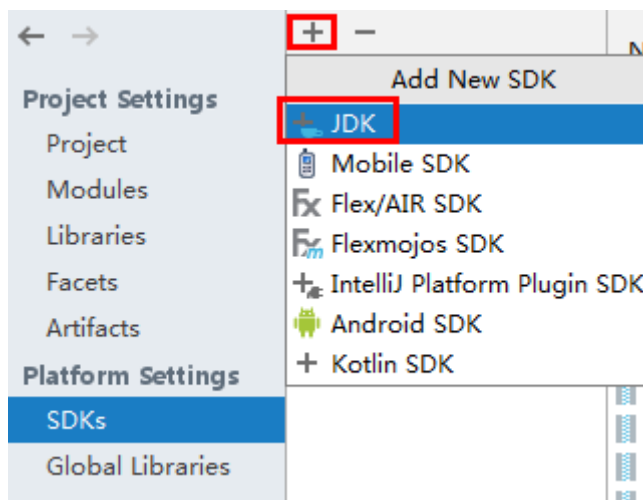 Project Settings
Project
Modules
Libraries
Facets
Artifacts
Platform Settings
SDKs
Global Libraries
Add New SDK
JDK
Mobile SDK
Flex/AIR SDK
Flexmojos SDK
IntelliJ Platform Plugin SDK
Android SDK
Kotlin SDK